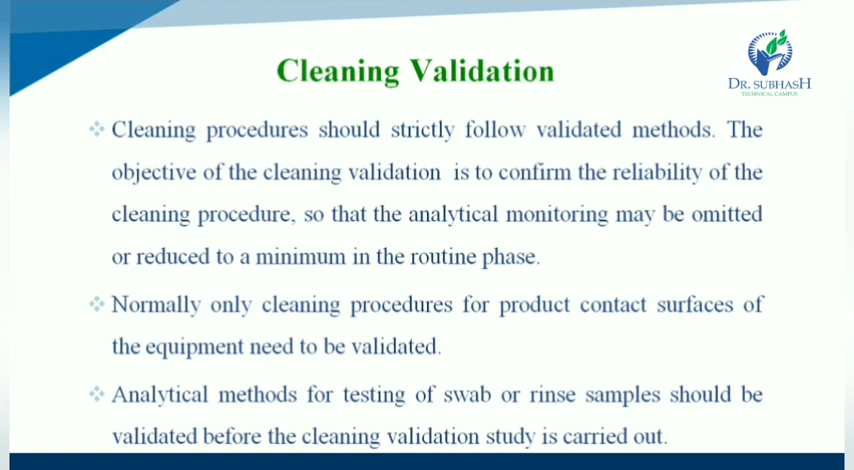 DR. SUBHASH
TECHNICAL CAMPUS
Cleaning Validation
Cleaning procedures should strictly follow validated methods. The
objective of the cleaning validation is to confirm the reliability of the
cleaning procedure, so that the analytical monitoring may be omitted
or reduced to a minimum in the routine phase.
Normally only cleaning procedures for product contact surfaces of
the equipment need to be validated.
Analytical methods for testing of swab or rinse samples should be
validated before the cleaning validation study is carried out.